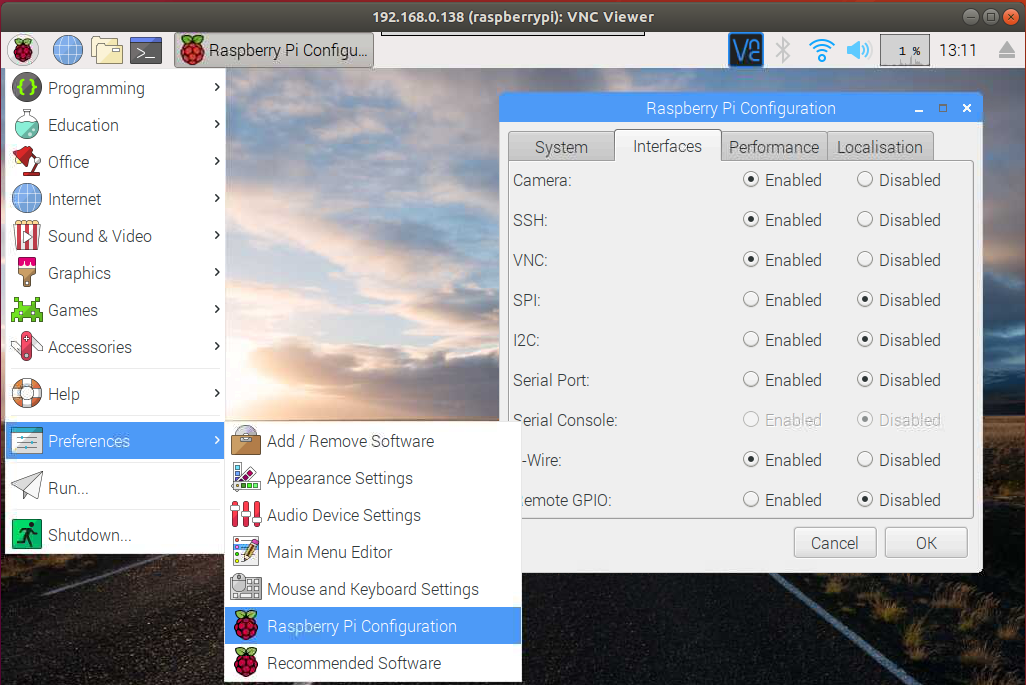 192.168.0.138 (raspberrypi): VNC Viewer
Raspberry Pi Configu...
1 %
13:11
Programming
Education
Office
Internet
Sound & Video
Graphics
Games
Accessories
Help
Preferences
Run...
Shutdown...
Add / Remove Software
Appearance Settings
Audio Device Settings
Main Menu Editor
Mouse and Keyboard Settings
Raspberry Pi Configuration
Recommended Software
Raspberry Pi Configuration
System Interfaces Performance Localisation
Camera: Enabled Disabled
SSH: Enabled Disabled
VNC: Enabled Disabled
SPI: Enabled Disabled
I2C: Enabled Disabled
Serial Port: Enabled Disabled
Serial Console: Enabled Disabled
-Wire: Enabled Disabled
emote GPIO: Enabled Disabled
Cancel OK